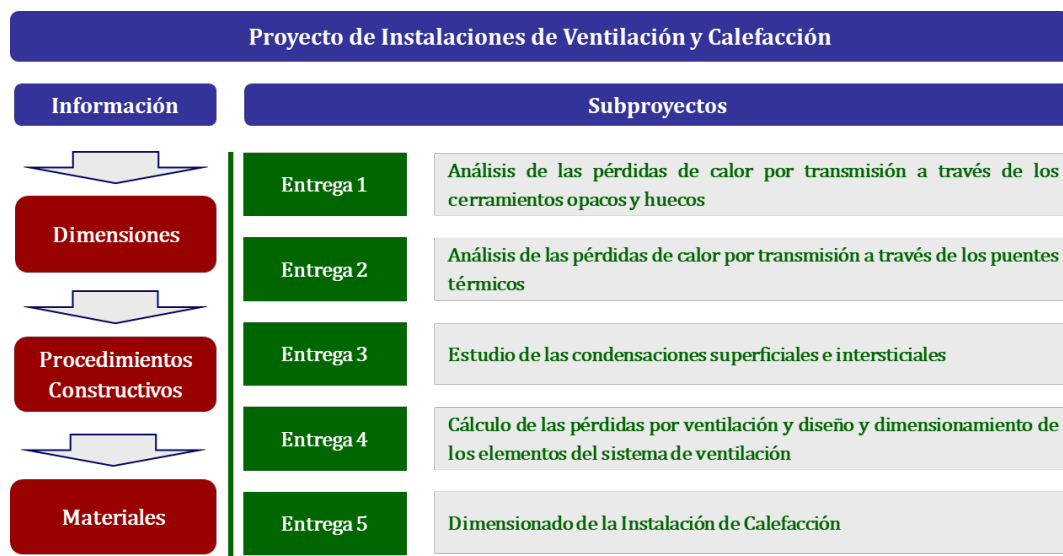 Proyecto de Instalaciones de Ventilación y Calefacción
Información
Subproyectos
Dimensiones
Procedimientos
Constructivos
Materiales
Entrega 1
Análisis de las pérdidas de calor por transmisión a través de los
cerramientos opacos y huecos
Entrega 2
Análisis de las pérdidas de calor por transmisión a través de los puentes
térmicos
Entrega 3
Estudio de las condensaciones superficiales e intersticiales
Entrega 4
Cálculo de las pérdidas por ventilación y diseño y dimensionamiento de
los elementos del sistema de ventilación
Entrega 5
Dimensionado de la Instalación de Calefacción